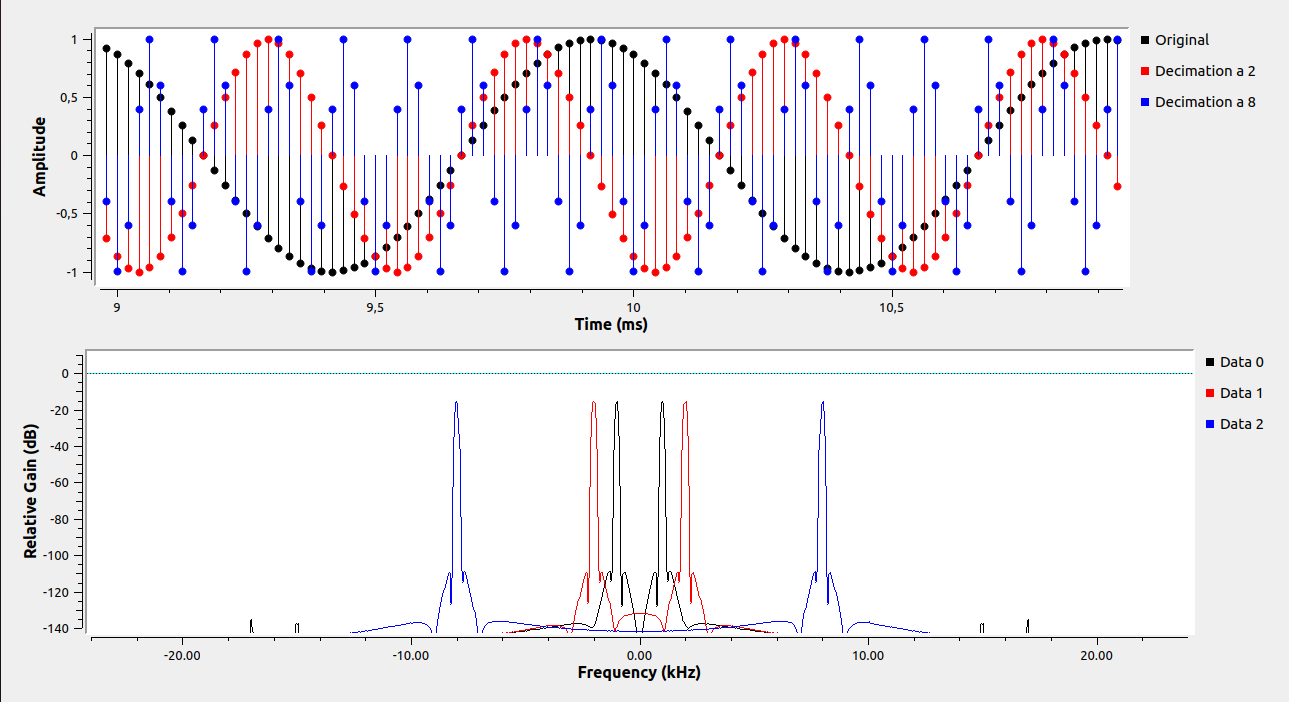 1
0,5
0
-0,5
-1
Amplitude
9
9,5
10
10,5
Time (ms)
Original
Decimation a 2
Decimation a 8
0
-20
-40
-60
-80
-100
-120
-140
Relative Gain (dB)
-20.00
-10.00
0.00
10.00
20.00
Frequency (kHz)
Data 0
Data 1
Data 2